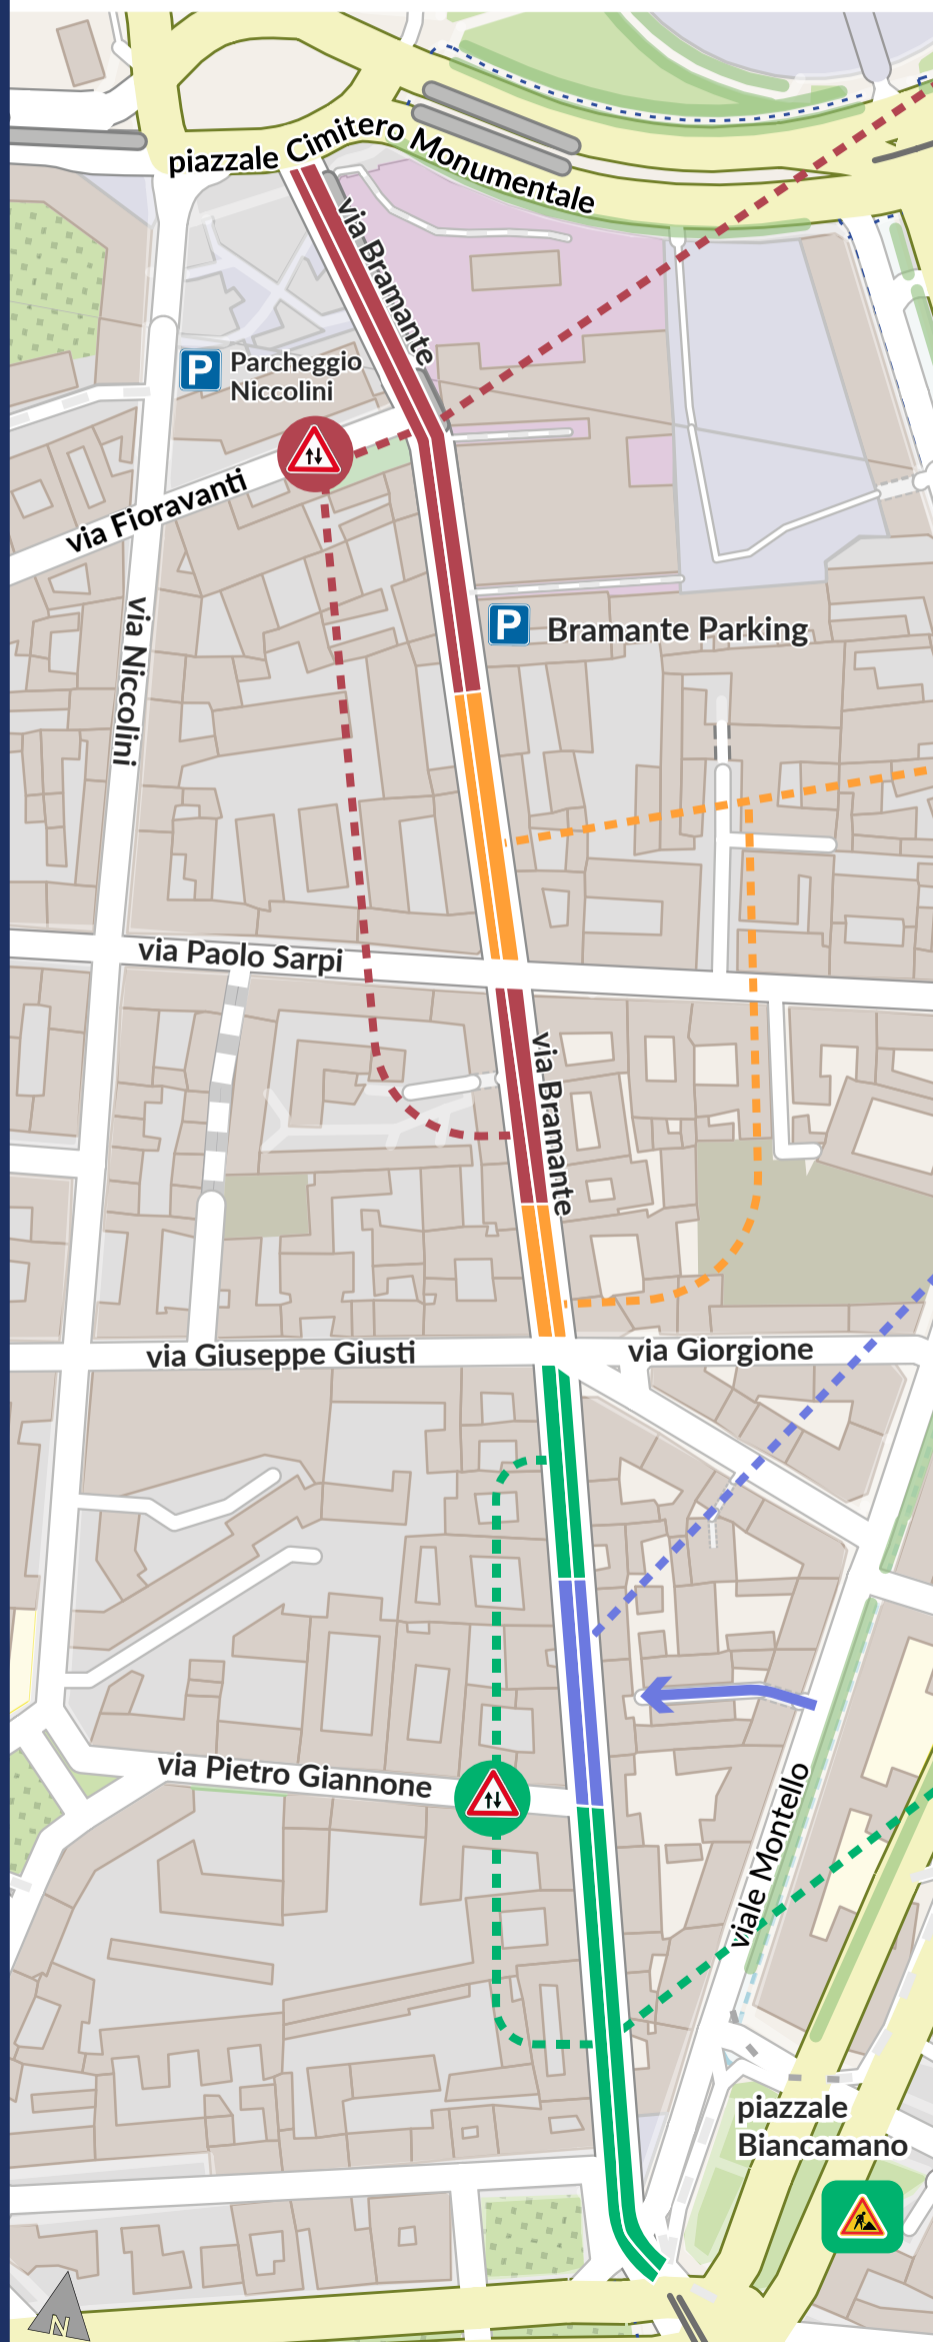 piazzale Cimitero Monumentale
via Bramante
P
Parcheggio
Niccolini
via Fioravanti
via Niccolini
P
Bramante Parking
via Paolo Sarpi
via Bramante
via Giuseppe Giusti
via Giorgione
via Pietro Giannone
viale Montello
piazzale
Biancamano
N